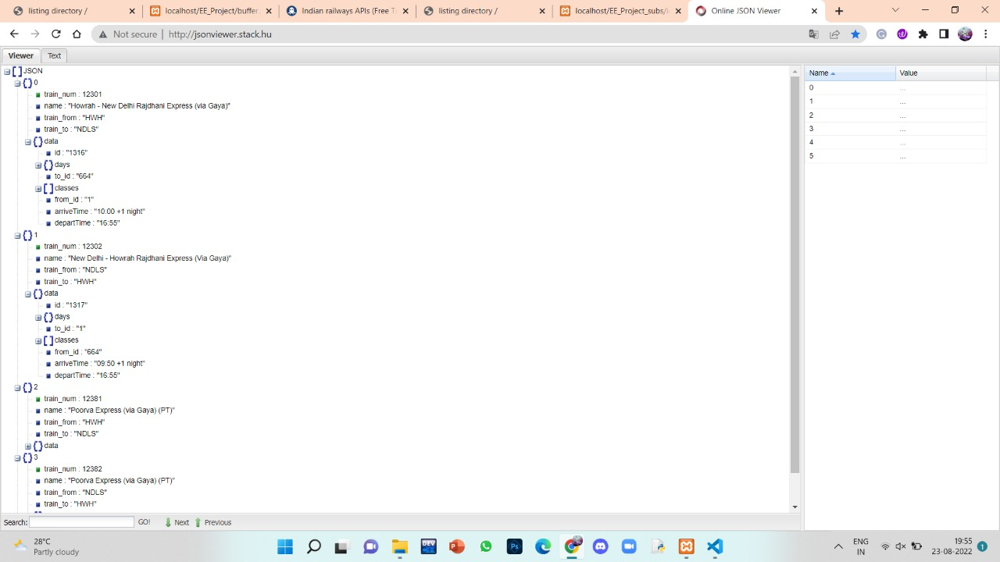 listing directory /
localhost/EE_Project/buffer.
Indian railways APIs (Free Tr
listing directory /
localhost/EE_Project_subs/i
Online JSON Viewer
Not secure | http://jsonviewer.stack.hu
Viewer Text
JSON
0
train_num : 12301
name : "Howrah - New Delhi Rajdhani Express (via Gaya)"
train_from : "HWH"
train_to : "NDLS"
data
id : "1316"
days
to_id : "664"
classes
from_id : "1"
arriveTime : "10:00 +1 night"
departTime : "16:55"
1
train_num : 12302
name : "New Delhi - Howrah Rajdhani Express (Via Gaya)"
train_from : "NDLS"
train_to : "HWH"
data
id : "1317"
days
to_id : "1"
classes
from_id : "664"
arriveTime : "09:50 +1 night"
departTime : "16:55"
2
train_num : 12381
name : "Poorva Express (via Gaya) (PT)"
train_from : "HWH"
train_to : "NDLS"
data
3
train_num : 12382
name : "Poorva Express (via Gaya) (PT)"
train_from : "NDLS"
train_to : "HWH"
Name Value
0 ...
1 ...
2 ...
3 ...
4 ...
5 ...
Search: GO! Next Previous
28°C
Partly cloudy
DEV
ENG
IN
19:55
23-08-2022
1